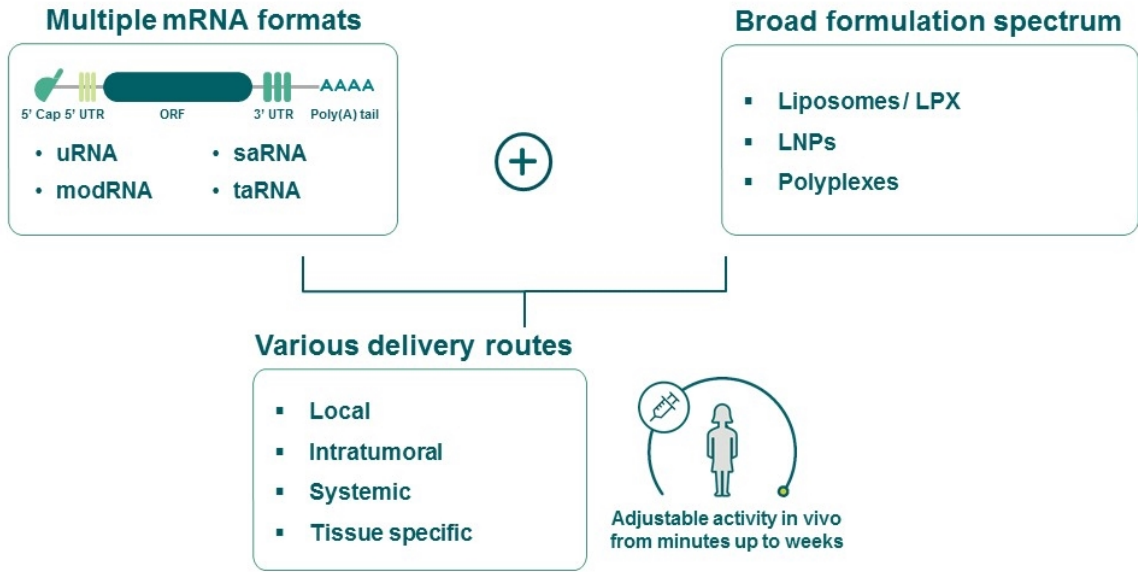 Multiple mRNA formats
AAAA
5' Cap 5' UTR ORF 3' UTR Poly(A) tail
• uRNA • saRNA
• modRNA • taRNA
Broad formulation spectrum
▪ Liposomes / LPX
▪ LNPs
▪ Polyplexes
Various delivery routes
▪ Local
▪ Intratumoral
▪ Systemic
▪ Tissue specific
Adjustable activity in vivo
from minutes up to weeks